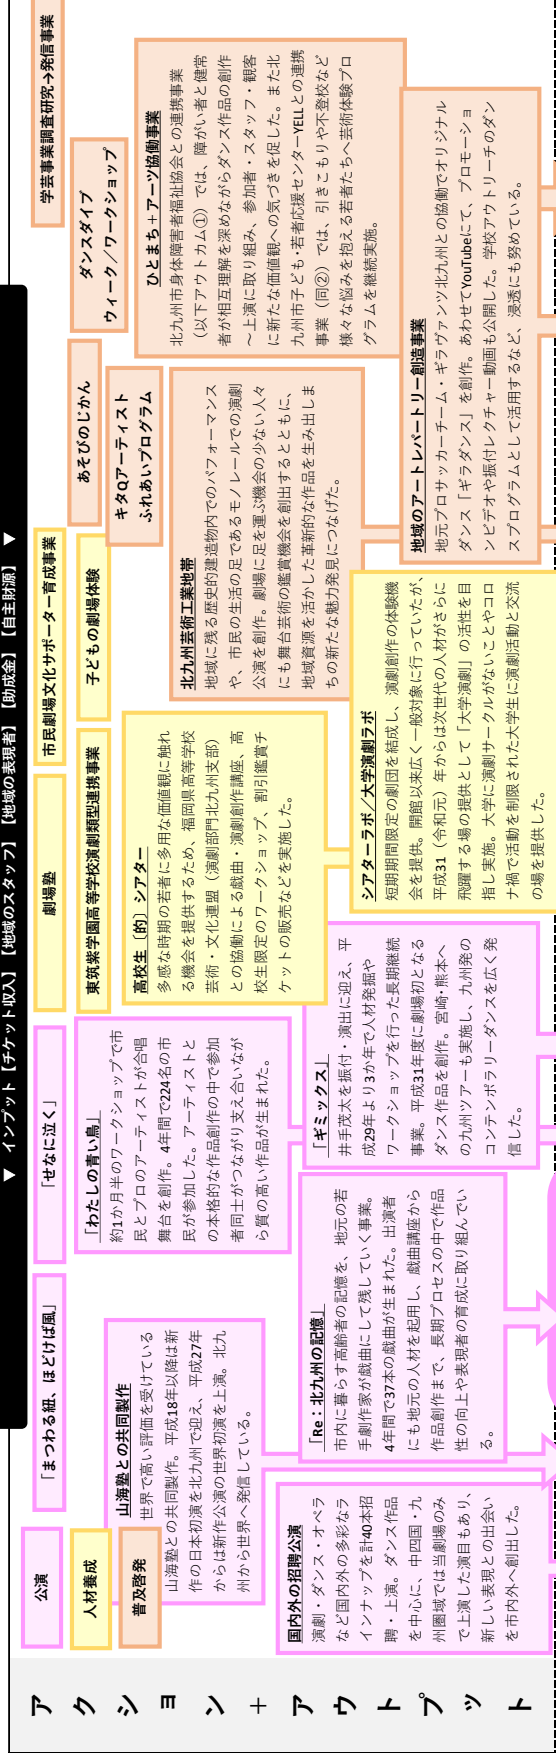 ▼ インプット【チケット収入】【地域のスタッフ】【地域の表現者】【助成金】【自主財源】 ▼
アクション+アウトプット
公演
人材養成
普及啓発
「まつわる紐、ほどけば風」
「せなに泣く」
劇場塾
市民劇場文化サポーター育成事業
東筑紫学園高等学校演劇類型連携事業
子どもの劇場体験
あそびのじかん
キタQアーティスト
ふれあいプログラム
ダンスダイブ
ウィーク/ワークショップ
学芸事業調査研究→発信事業
山海塾との共同製作
世界で高い評価を受けている
山海塾との共同製作。平成18年以降は新
作の日本初演を北九州で迎え、平成27年
からは新作公演の世界初演を上演。北九
州から世界へ発信している。
国内外の招聘公演
演劇・ダンス・オペラ
など国内外の多彩なラ
インナップを計40本招
聘・上演。ダンス作品
を中心に、中四国・九
州圏域では当劇場のみ
で上演した演目もあり、
新しい表現との出会い
を市内外へ創出した。
「わたしの青い鳥」
約1か月半のワークショップで市
民とプロのアーティストが合唱
舞台を創作。4年間で224名の市
民が参加した。アーティストと
の本格的な作品創作の中で参加
者同士がつながり支え合いなが
ら質の高い作品が生まれた。
「Re：北九州の記憶」
市内に暮らす高齢者の記憶を、地元の若
手劇作家が戯曲にして残していく事業。
4年間で37本の戯曲が生まれた。出演者
にも地元の人材を起用し、戯曲講座から
作品創作まで、長期プロセスの中で作品
性の向上や表現者の育成に取り組んでい
る。
「ギミックス」
井手茂太を振付・演出に迎え、平
成29年より3か年で人材発掘や
ワークショップを行った長期継続
事業。平成31年度に劇場初となる
ダンス作品を創作。宮崎・熊本へ
の九州ツアーも実施し、九州発の
コンテンポラリーダンスを広く発
信した。
高校生〔的〕シアター
多感な時期の若者に多用な価値観に触れ
る機会を提供するため、福岡県高等学校
芸術・文化連盟（演劇部門北九州支部）
との協働による戯曲・演劇創作講座、高
校生限定のワークショップ、割引鑑賞チ
ケットの販売などを実施した。
シアターラボ/大学演劇ラボ
短期期間限定の劇団を結成し、演劇創作の体験機
会を提供。開館以来広く一般対象に行っていたが、
平成31（令和元）年からは次世代の人材がさらに
飛躍する場の提供として「大学演劇」の活性を目
指し実施。大学に演劇サークルがないことやコロ
ナ禍で活動を制限された大学生に演劇活動と交流
の場を提供した。
北九州芸術工業地帯
地域に残る歴史的建造物内でのパフォーマンス
や、市民の生活の足であるモノレールでの演劇
公演を創作。劇場に足を運ぶ機会の少ない人々
にも舞台芸術の鑑賞機会を創出するとともに、
地域資源を活かした革新的な作品を生み出しま
ちの新たな魅力発見につなげた。
ひとまち＋アーツ協働事業
北九州市身体障害者福祉協会との連携事業
（以下アウトカム①）では、障がい者と健常
者が相互理解を深めながらダンス作品の創作
～上演に取り組み、参加者・スタッフ・観客
に新たな価値観への気づきを促した。また北
九州市子ども・若者応援センターYELLとの連携
事業（同②）では、引きこもりや不登校など
様々な悩みを抱える若者たちへ芸術体験プロ
グラムを継続実施。
地域のアートレパートリー創造事業
地元プロサッカーチーム・ギラヴァンツ北九州との協働でオリジナル
ダンス「ギラダンス」を創作。あわせてYouTubeにて、プロモーショ
ンビデオや振付レクチャー動画も公開した。学校アウトリーチのダン
スプログラムとして活用するなど、浸透にも努めている。